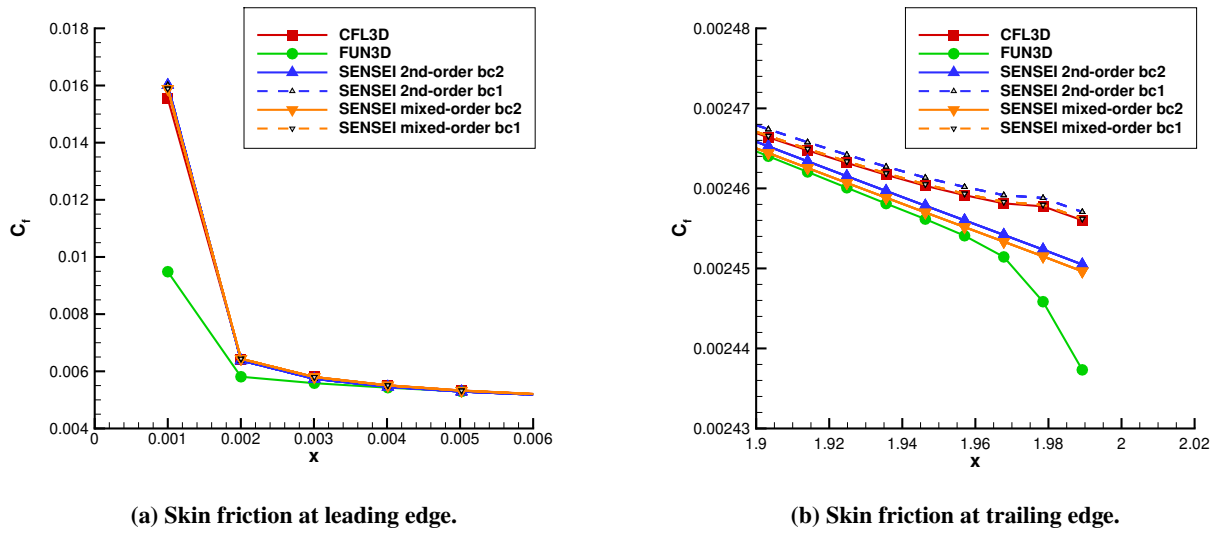 0.018
0.016
0.014
0.012
0.01
0.008
0.006
0.004
C_f
0
0.001
0.002
0.003
0.004
0.005
0.006
x
CFL3D
FUN3D
SENSEI 2nd-order bc2
SENSEI 2nd-order bc1
SENSEI mixed-order bc2
SENSEI mixed-order bc1
(a) Skin friction at leading edge.
0.00248
0.00247
0.00246
0.00245
0.00244
0.00243
C_f
1.9
1.92
1.94
1.96
1.98
2
2.02
x
CFL3D
FUN3D
SENSEI 2nd-order bc2
SENSEI 2nd-order bc1
SENSEI mixed-order bc2
SENSEI mixed-order bc1
(b) Skin friction at trailing edge.